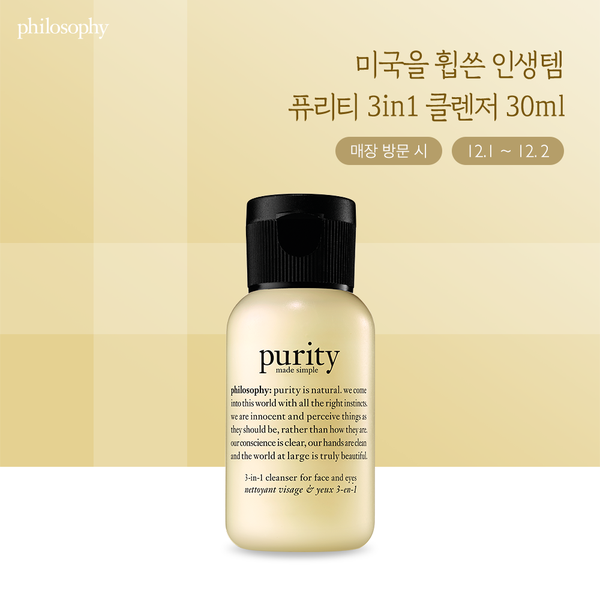 philosophy
미국을 휩쓴 인생템
퓨리티 3in1 클렌저 30ml
매장 방문 시
12.1 ~ 12.2
purity
made simple
philosophy: purity is natural. we come
into this world with all the right instincts.
we are innocent and perceive things as
they should be, rather than how they are.
our conscience is clear, our hands are clean
and the world at large is truly beautiful.
3-in-1 cleanser for face and eyes
nettoyant visage & yeux 3-en-1